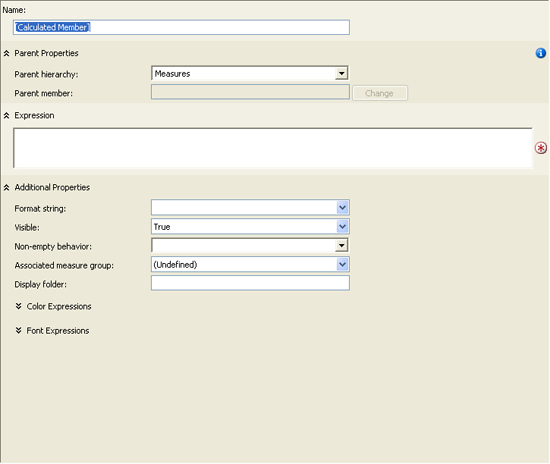 Name:
[Calculated Member]
Parent Properties
Parent hierarchy: Measures
Parent member: Change
Expression
Additional Properties
Format string:
Visible: True
Non-empty behavior:
Associated measure group: (Undefined)
Display folder:
Color Expressions
Font Expressions